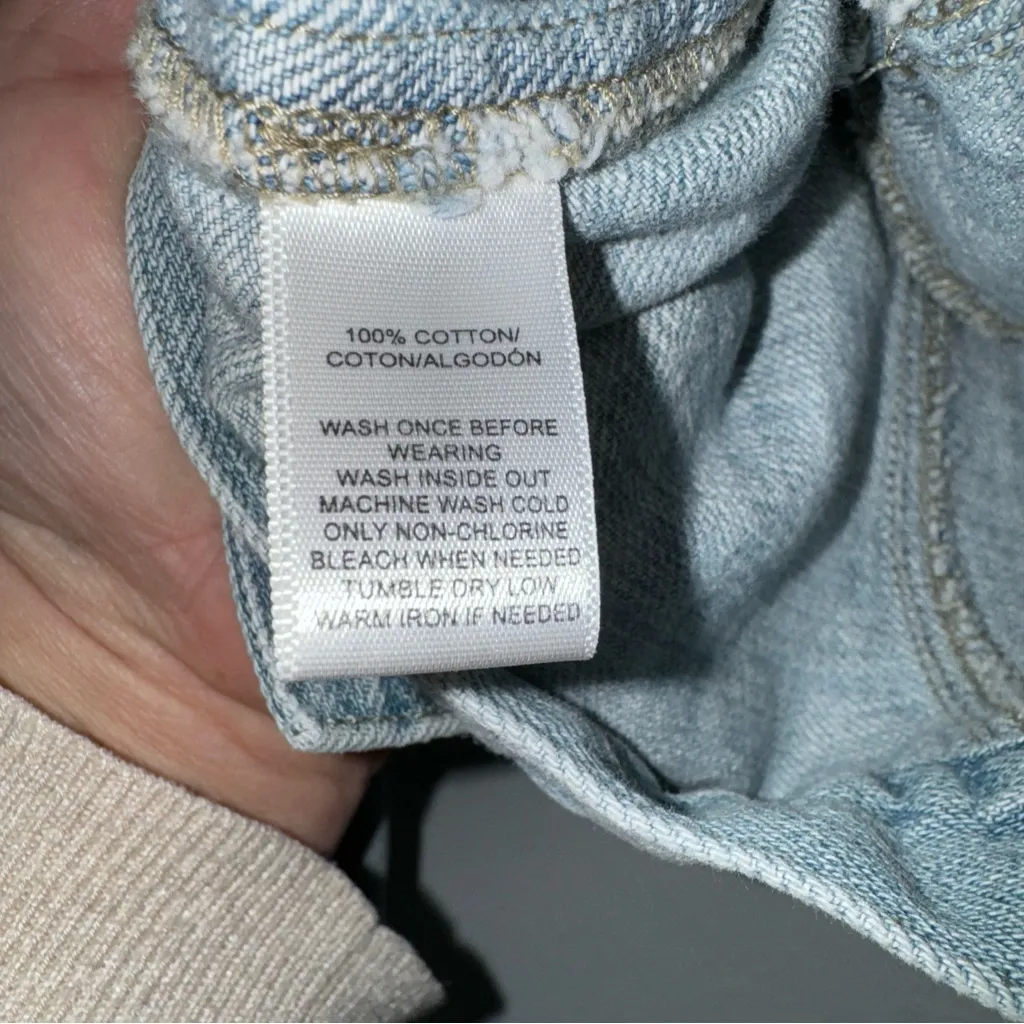 100% COTTON/
COTON/ALGODÓN
WASH ONCE BEFORE
WEARING
WASH INSIDE OUT
MACHINE WASH COLD
ONLY NON-CHLORINE
BLEACH WHEN NEEDED
TUMBLE DRY LOW
WARM IRON IF NEEDED